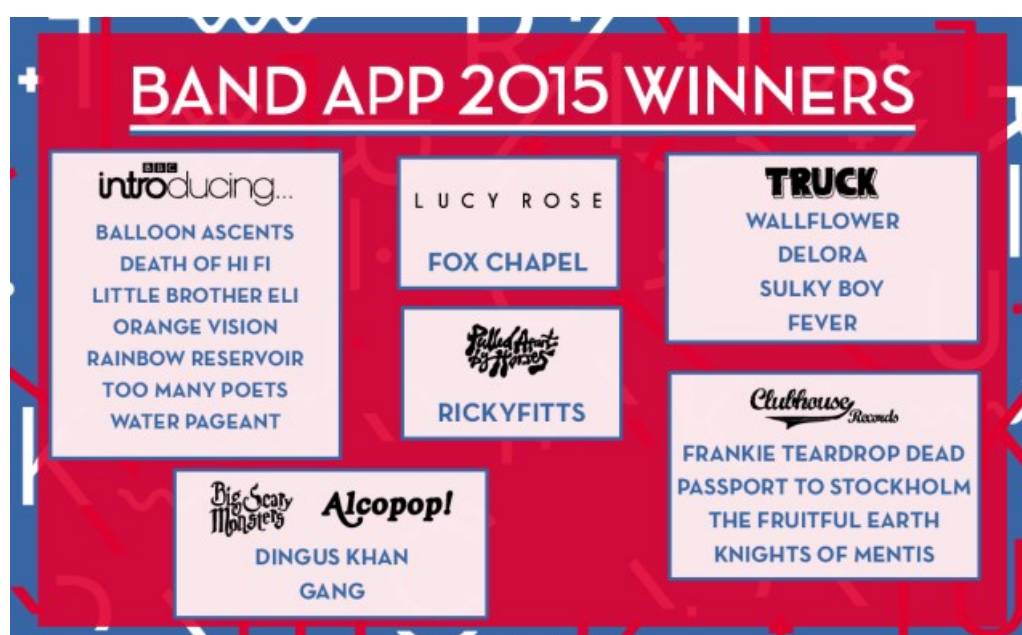 BAND APP 2015 WINNERS
BBC
introducing...
BALLOON ASCENTS
DEATH OF HI FI
LITTLE BROTHER ELI
ORANGE VISION
RAINBOW RESERVOIR
TOO MANY POETS
WATER PAGEANT
LUCY ROSE
FOX CHAPEL
Pulled Apart
By Horses
RICKYFITTS
TRUCK
WALLFLOWER
DELORA
SULKY BOY
FEVER
Clubhouse
Records
FRANKIE TEARDROP DEAD
PASSPORT TO STOCKHOLM
THE FRUITFUL EARTH
KNIGHTS OF MENTIS
Big Scary
Monsters
Alcopop!
DINGUS KHAN
GANG